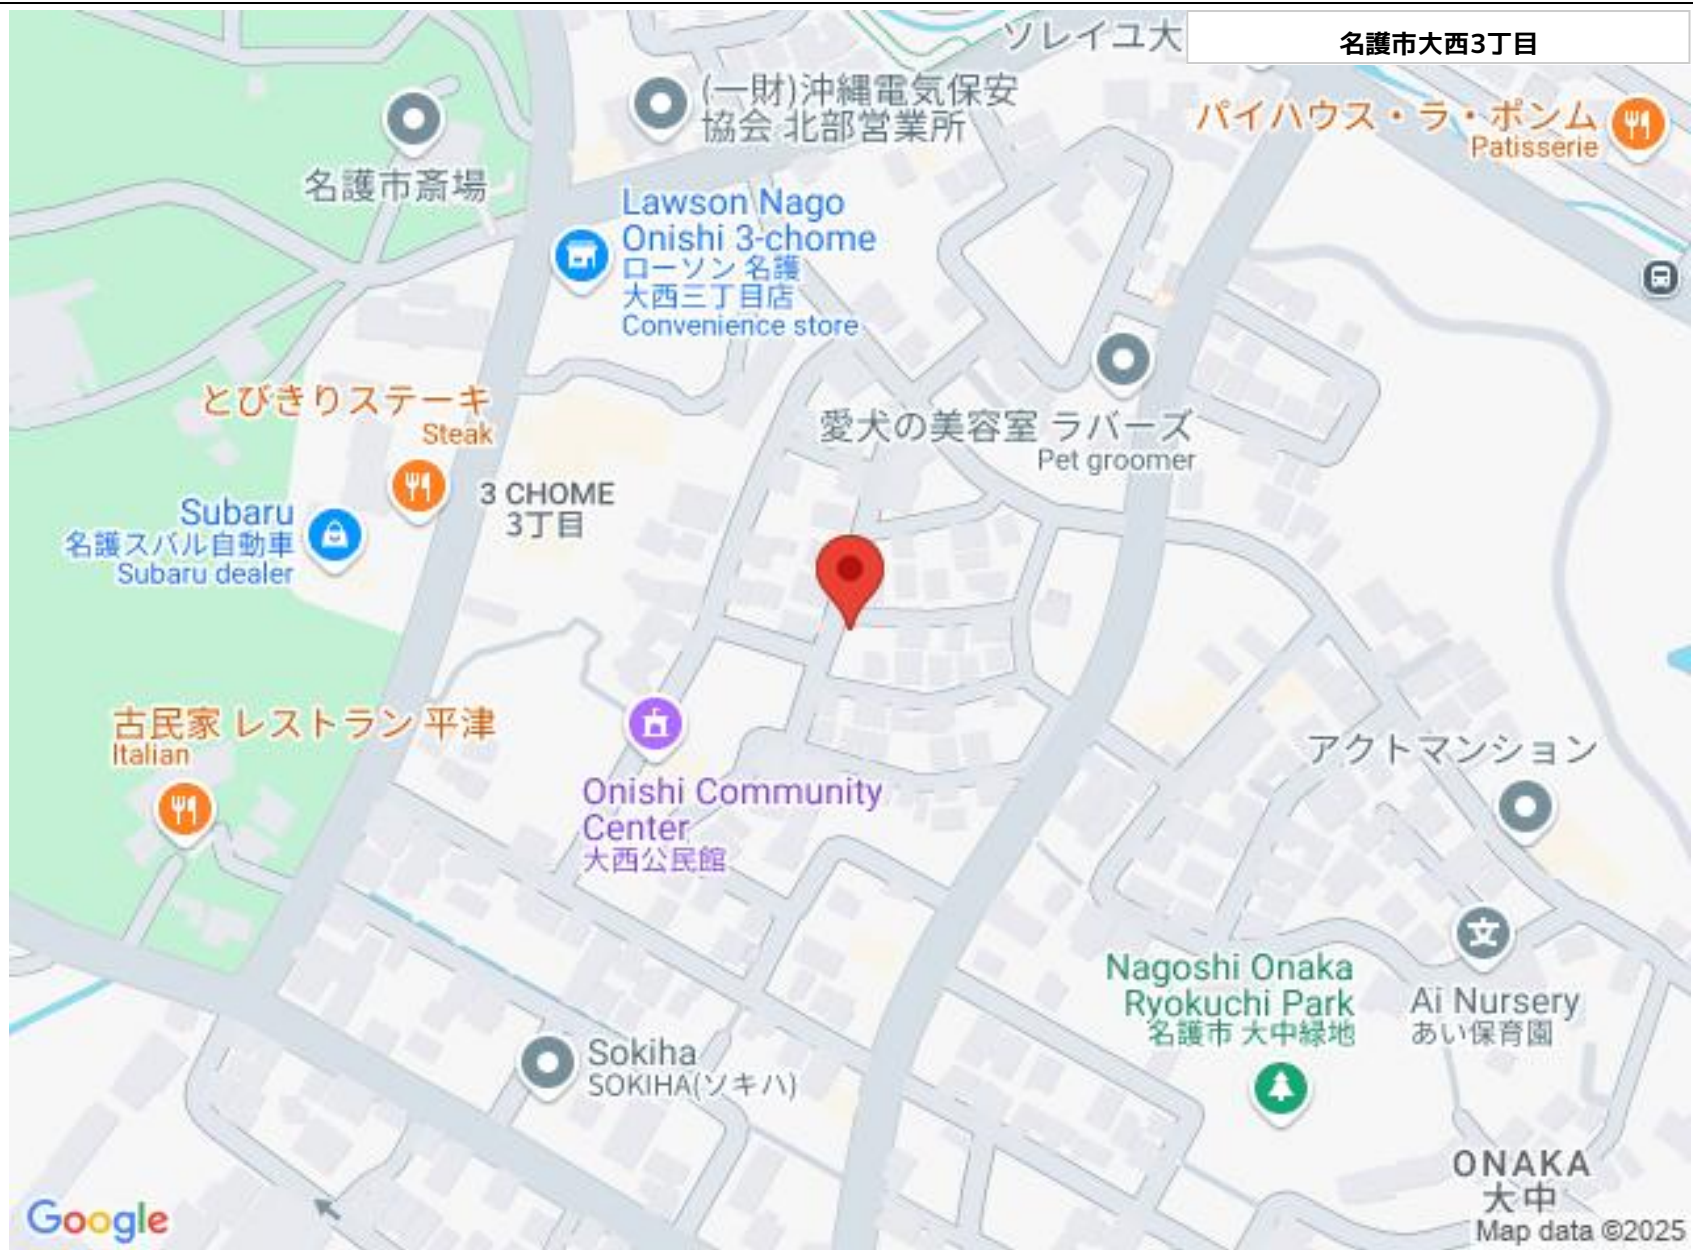 ソレイユ大
名護市大西3丁目
(一財)沖縄電気保安
協会 北部営業所
パイハウス・ラ・ポンム
Patisserie
名護市斎場
Lawson Nago
Onishi 3-chome
ローソン 名護
大西三丁目店
Convenience store
とびきりステーキ
Steak
愛犬の美容室 ラバーズ
Pet groomer
3 CHOME
3丁目
Subaru
名護スバル自動車
Subaru dealer
古民家 レストラン 平津
Italian
アクトマンション
Onishi Community
Center
大西公民館
文
Nagoshi Onaka
Ryokuchi Park
名護市 大中緑地
Ai Nursery
あい保育園
Sokiha
SOKIHA(ソキハ)
ONAKA
大中
Google
Map data ©2025